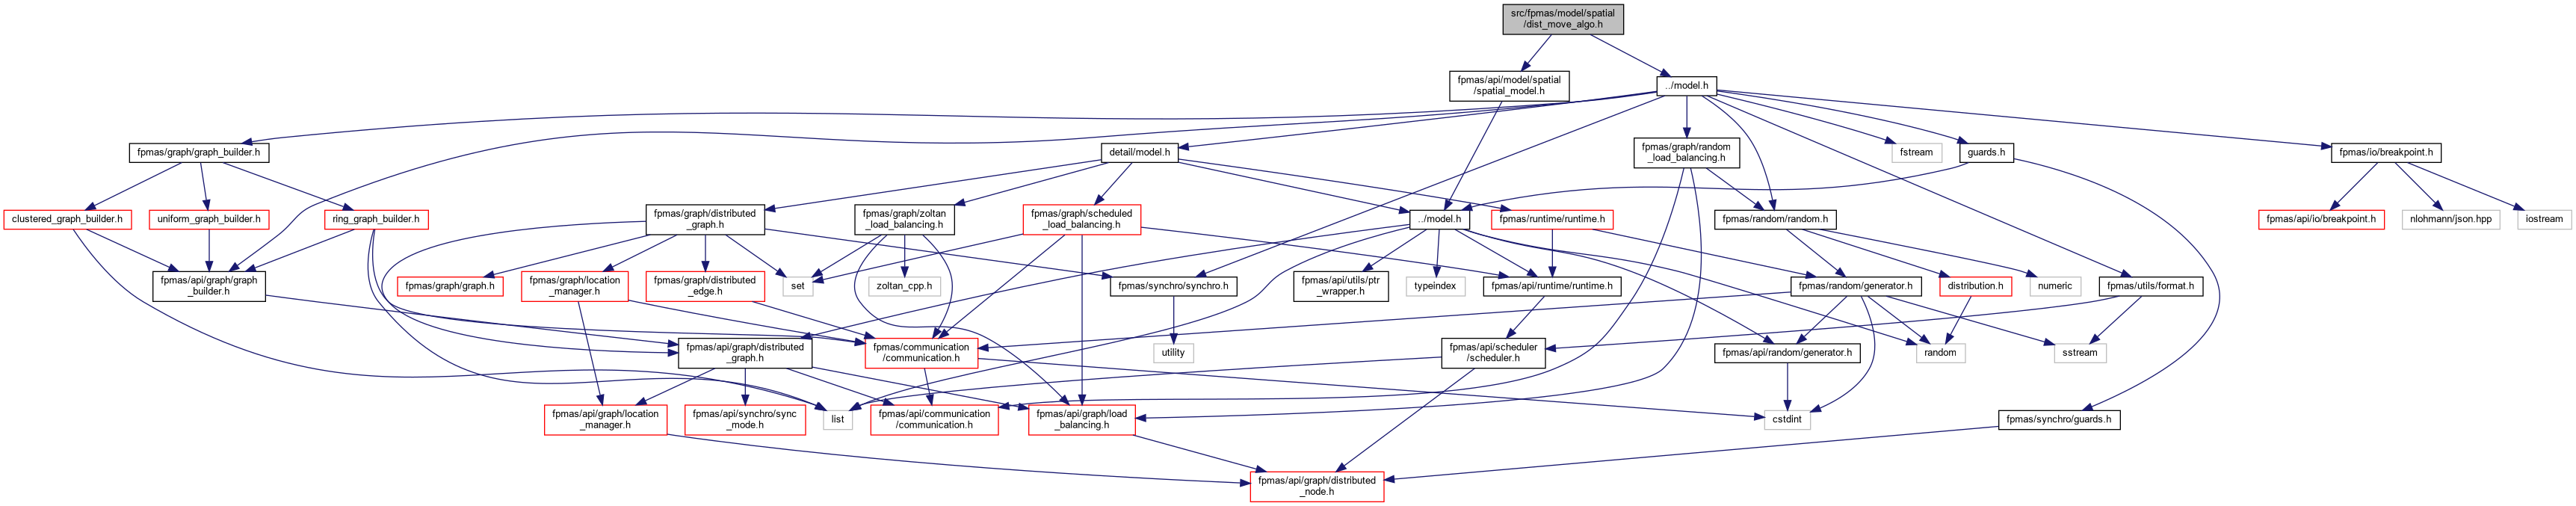 src/fpmas/model/spatial
/dist_move_algo.h
fpmas/api/model/spatial
/spatial_model.h
../model.h
fpmas/graph/graph_builder.h
detail/model.h
fpmas/graph/random
_load_balancing.h
fstream
guards.h
fpmas/io/breakpoint.h
clustered_graph_builder.h
uniform_graph_builder.h
ring_graph_builder.h
fpmas/graph/distributed
_graph.h
fpmas/graph/zoltan
_load_balancing.h
fpmas/graph/scheduled
_load_balancing.h
../model.h
fpmas/runtime/runtime.h
fpmas/random/random.h
fpmas/api/io/breakpoint.h
nlohmann/json.hpp
iostream
fpmas/api/graph/graph
_builder.h
fpmas/graph/graph.h
fpmas/graph/location
_manager.h
fpmas/graph/distributed
_edge.h
set
zoltan_cpp.h
fpmas/synchro/synchro.h
fpmas/api/utils/ptr
_wrapper.h
typeindex
fpmas/api/runtime/runtime.h
fpmas/random/generator.h
distribution.h
numeric
fpmas/utils/format.h
fpmas/api/graph/distributed
_graph.h
fpmas/communication
/communication.h
utility
fpmas/api/scheduler
/scheduler.h
fpmas/api/random/generator.h
random
sstream
fpmas/api/graph/location
_manager.h
fpmas/api/synchro/sync
_mode.h
list
fpmas/api/communication
/communication.h
fpmas/api/graph/load
_balancing.h
cstdint
fpmas/synchro/guards.h
fpmas/api/graph/distributed
_node.h